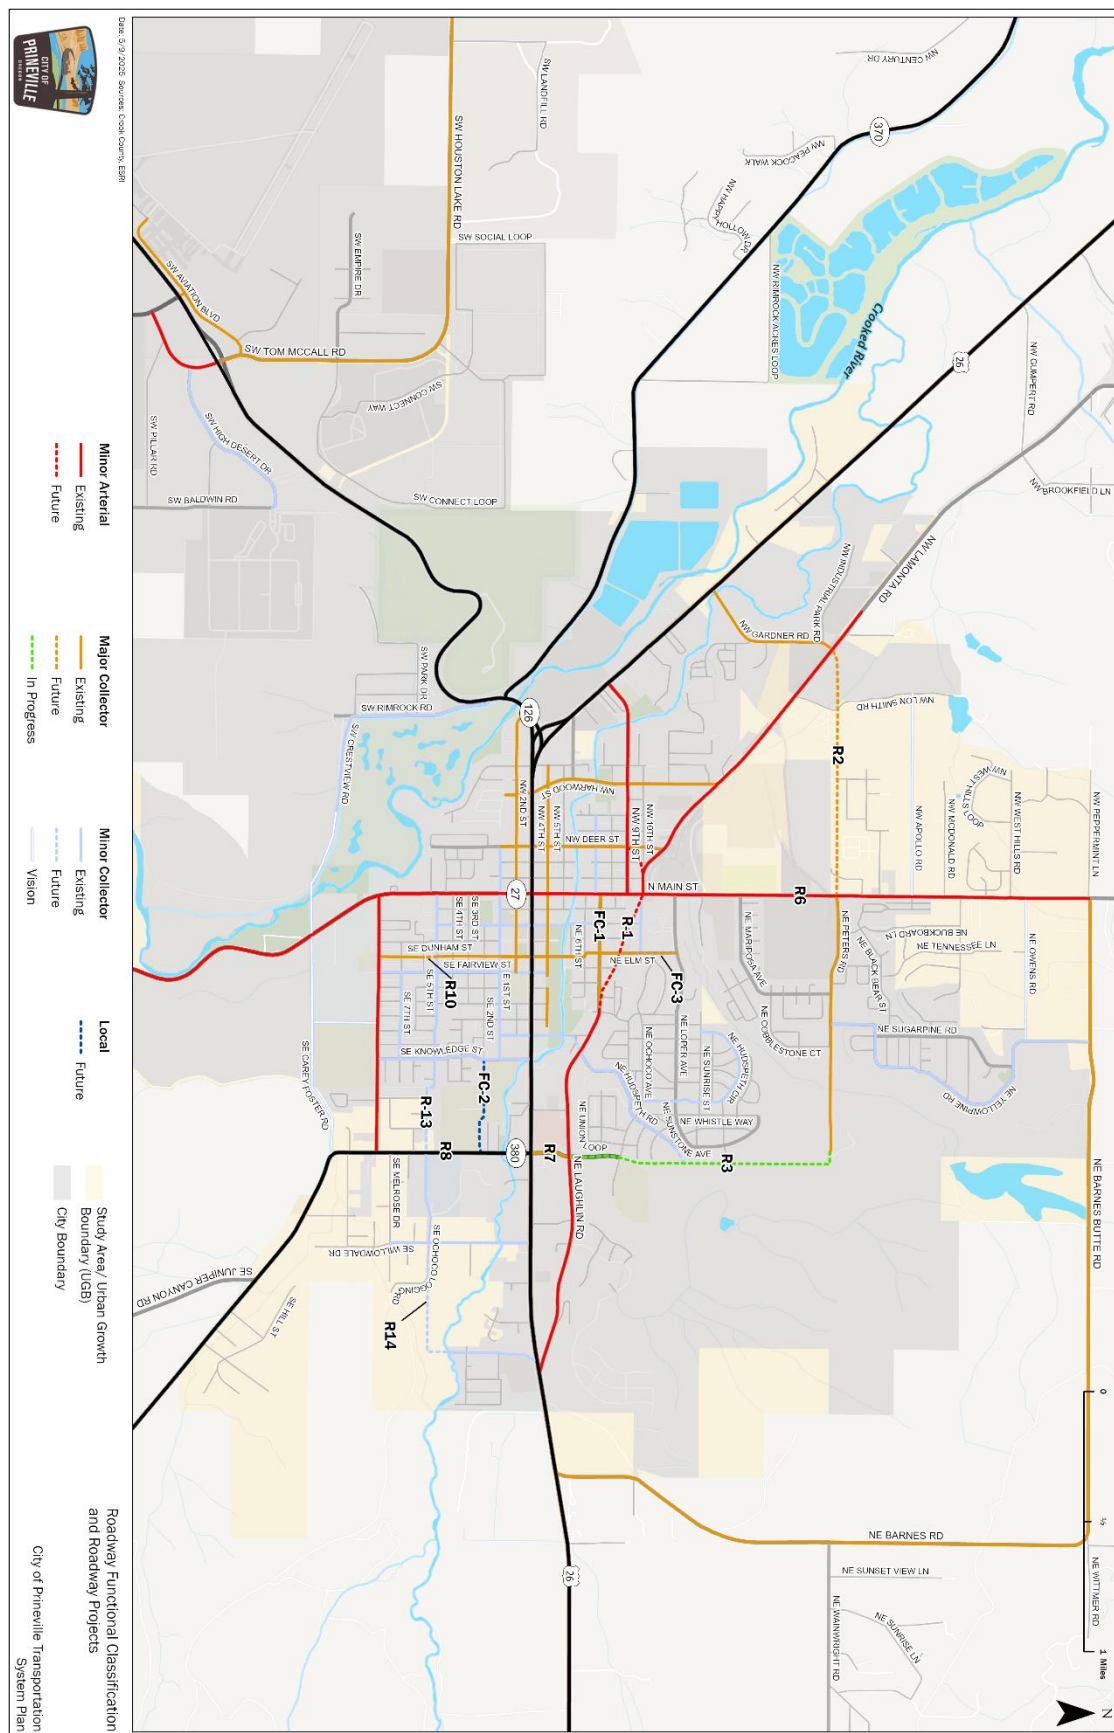 NW CENTURY DR
370
NW PEACOCK WALK
NW HAPPY HOLLOW DR
NW RIMROCK ACRES LOOP
Crooked River
26
NW GUMPERT RD
NW BROOKFIELD LN
NW LAMONTA RD
NW INDUSTRIAL PARK RD
NW GARDNER RD
SW LANDFILL RD
SW HOUSTON LAKE RD
SW SOCIAL LOOP
SW EMPIRE DR
SW AVIATION BLVD
SW TOM MCCALL RD
SW CONNECT WAY
SW HIGH DESERT DR
SW PILLAR RD
SW BALDWIN RD
SW CONNECT LOOP
SW PARK DR
SW RIMROCK RD
SW CRESTVIEW RD
126
R2
NW LON SMITH RD
NW WEST HILLS LOOP
NW WEST HILLS RD
NW MCDONALD RD
NW APOLLO RD
NW PEPPERMINT LN
NW HARWOOD ST
NW 2ND ST
NW 4TH ST
NW 5TH ST
NW DEER ST
NW 9TH ST
NW 10TH ST
N MAIN ST
R6
27
R-1
FC-1
FC-3
NE 6TH ST
NE ELM ST
NE PETERS RD
NE BLACK BEAR ST
NE BUCKBOARD LN
NE TENNESSEE LN
NE OWENS RD
NE MARIPOSA AVE
NE COBBLESTONE CT
NE SUGARPINE RD
NE YELLOWPINE RD
NE LOPER AVE
NE OCHOCO AVE
NE SUNRISE ST
NE HUDSPETH CIR
NE HUDSPETH RD
NE SUNSTONE AVE
NE WHISTLE WAY
NE UNION LOOP
NE LAUGHLIN RD
SE 3RD ST
SE 4TH ST
SE DUNHAM ST
SE FAIRVIEW ST
R10
SE 5TH ST
SE 7TH ST
E 1ST ST
SE 2ND ST
SE KNOWLEDGE ST
FC-2
R-13
R8
380
R7
R3
SE CAREY FOSTER RD
SE MELROSE DR
SE WILLOWDALE DR
SE OCHOCO LOGGING RD
R14
SE JUNIPER CANYON RD
SE HILL ST
NE BARNES BUTTE RD
NE BARNES RD
NE SUNSET VIEW LN
NE WAINWRIGHT RD
NE SUNRISE LN
NE WITTMER RD
26
0
½
1 Miles
N
Date: 5/9/2025 Sources: Crook County, ESRI
CITY OF
PRINEVILLE
OREGON
Minor Arterial
Existing
Future
Major Collector
Existing
Future
In Progress
Minor Collector
Existing
Future
Vision
Local
Future
Study Area/ Urban Growth
Boundary (UGB)
City Boundary
Roadway Functional Classification
and Roadway Projects
City of Prineville Transportation
System Plan